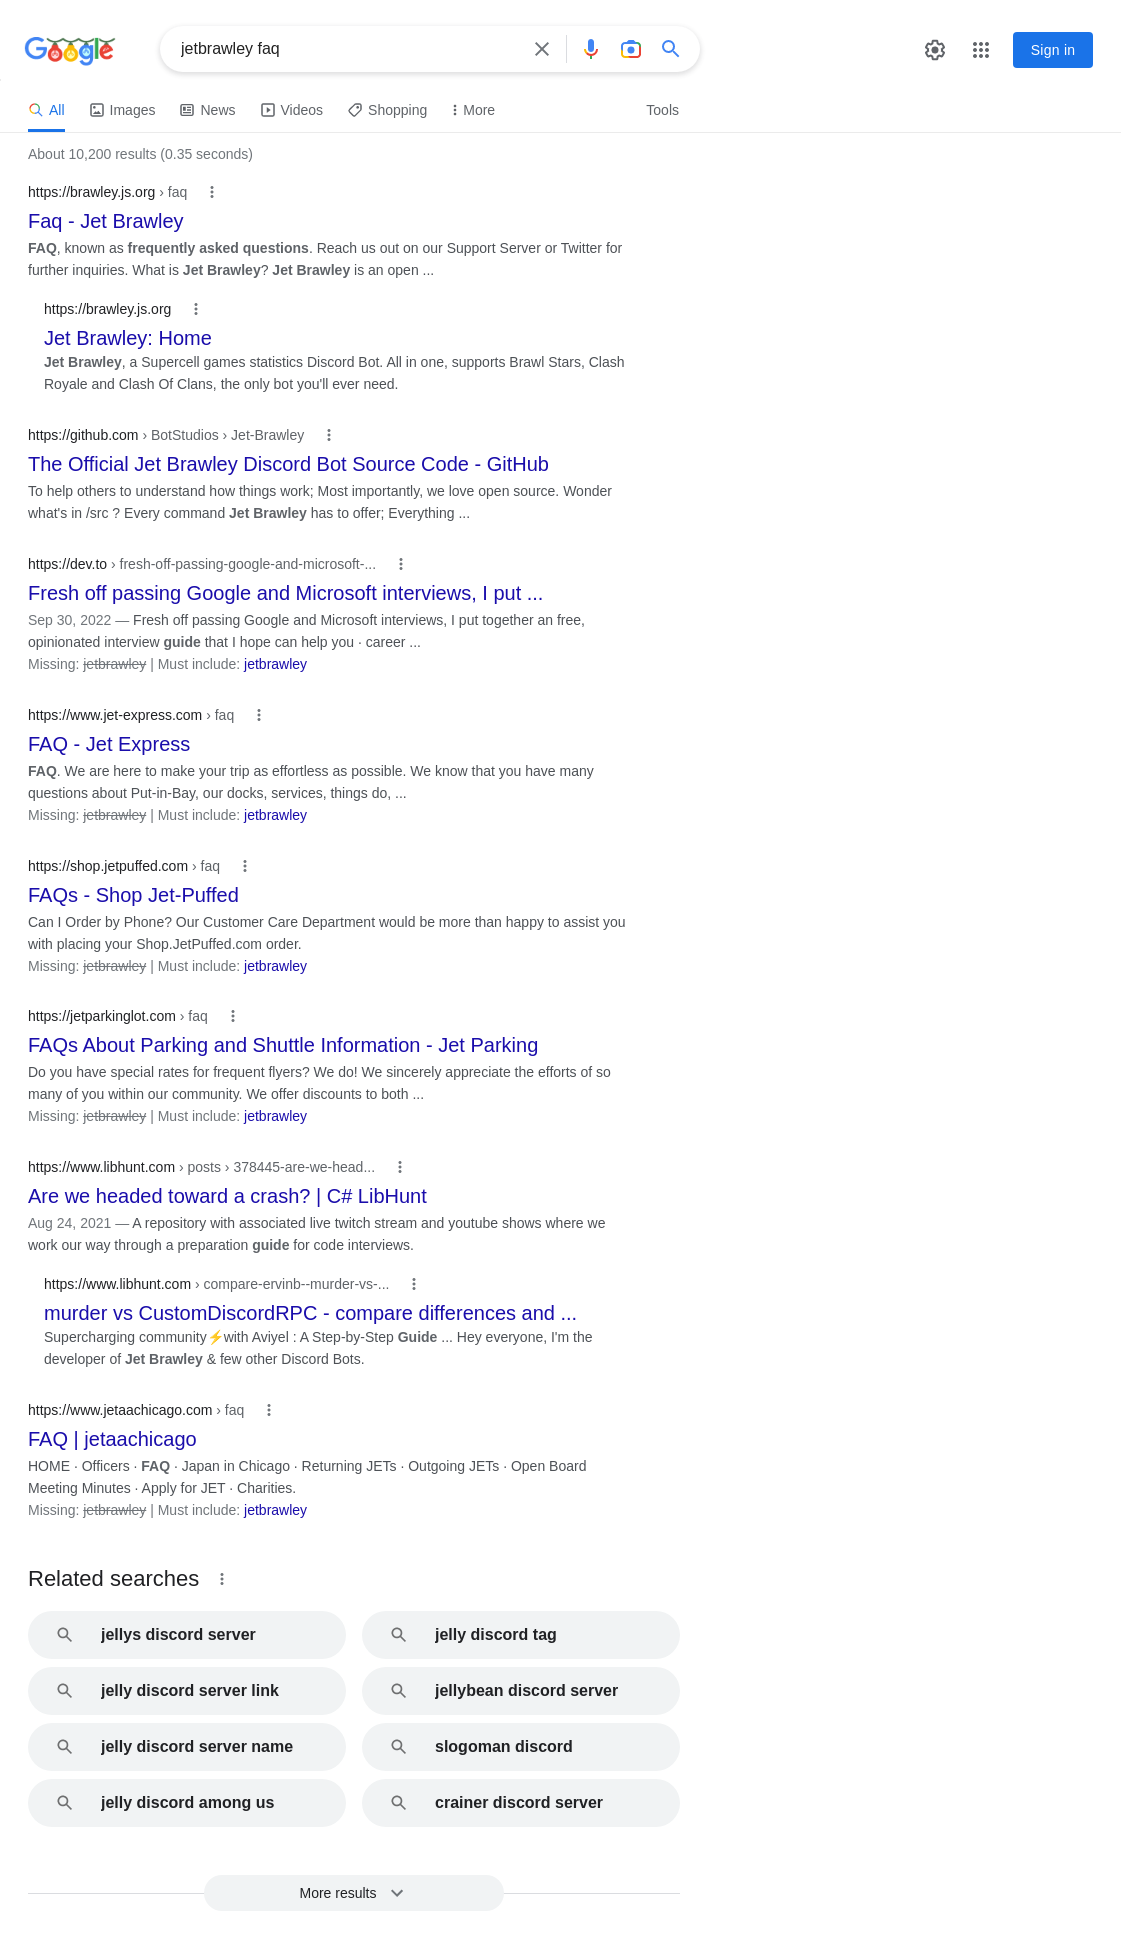 Google
jetbrawley faq
Sign in
All Images News Videos Shopping More Tools
About 10,200 results (0.35 seconds)
https://brawley.js.org › faq
Faq - Jet Brawley
FAQ, known as frequently asked questions. Reach us out on our Support Server or Twitter for
further inquiries. What is Jet Brawley? Jet Brawley is an open ...
https://brawley.js.org
Jet Brawley: Home
Jet Brawley, a Supercell games statistics Discord Bot. All in one, supports Brawl Stars, Clash
Royale and Clash Of Clans, the only bot you'll ever need.
https://github.com › BotStudios › Jet-Brawley
The Official Jet Brawley Discord Bot Source Code - GitHub
To help others to understand how things work; Most importantly, we love open source. Wonder
what's in /src ? Every command Jet Brawley has to offer; Everything ...
https://dev.to › fresh-off-passing-google-and-microsoft-...
Fresh off passing Google and Microsoft interviews, I put ...
Sep 30, 2022 — Fresh off passing Google and Microsoft interviews, I put together an free,
opinionated interview guide that I hope can help you · career ...
Missing: jetbrawley | Must include: jetbrawley
https://www.jet-express.com › faq
FAQ - Jet Express
FAQ. We are here to make your trip as effortless as possible. We know that you have many
questions about Put-in-Bay, our docks, services, things do, ...
Missing: jetbrawley | Must include: jetbrawley
https://shop.jetpuffed.com › faq
FAQs - Shop Jet-Puffed
Can I Order by Phone? Our Customer Care Department would be more than happy to assist you
with placing your Shop.JetPuffed.com order.
Missing: jetbrawley | Must include: jetbrawley
https://jetparkinglot.com › faq
FAQs About Parking and Shuttle Information - Jet Parking
Do you have special rates for frequent flyers? We do! We sincerely appreciate the efforts of so
many of you within our community. We offer discounts to both ...
Missing: jetbrawley | Must include: jetbrawley
https://www.libhunt.com › posts › 378445-are-we-head...
Are we headed toward a crash? | C# LibHunt
Aug 24, 2021 — A repository with associated live twitch stream and youtube shows where we
work our way through a preparation guide for code interviews.
https://www.libhunt.com › compare-ervinb--murder-vs-...
murder vs CustomDiscordRPC - compare differences and ...
Supercharging community⚡with Aviyel : A Step-by-Step Guide ... Hey everyone, I'm the
developer of Jet Brawley & few other Discord Bots.
https://www.jetaachicago.com › faq
FAQ | jetaachicago
HOME · Officers · FAQ · Japan in Chicago · Returning JETs · Outgoing JETs · Open Board
Meeting Minutes · Apply for JET · Charities.
Missing: jetbrawley | Must include: jetbrawley
Related searches
jellys discord server
jelly discord tag
jelly discord server link
jellybean discord server
jelly discord server name
slogoman discord
jelly discord among us
crainer discord server
More results